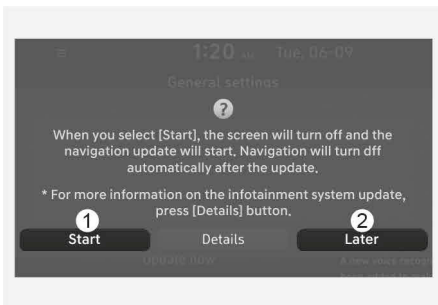 1:20 Tue, 06-09
General settings
?
When you select [Start], the screen will turn off and the
navigation update will start. Navigation will turn dff
automatically after the update.
* For more information on the infotainment system update,
press [Details] button.
1
2
Start
Details
Later
Update now
A new voice recogn